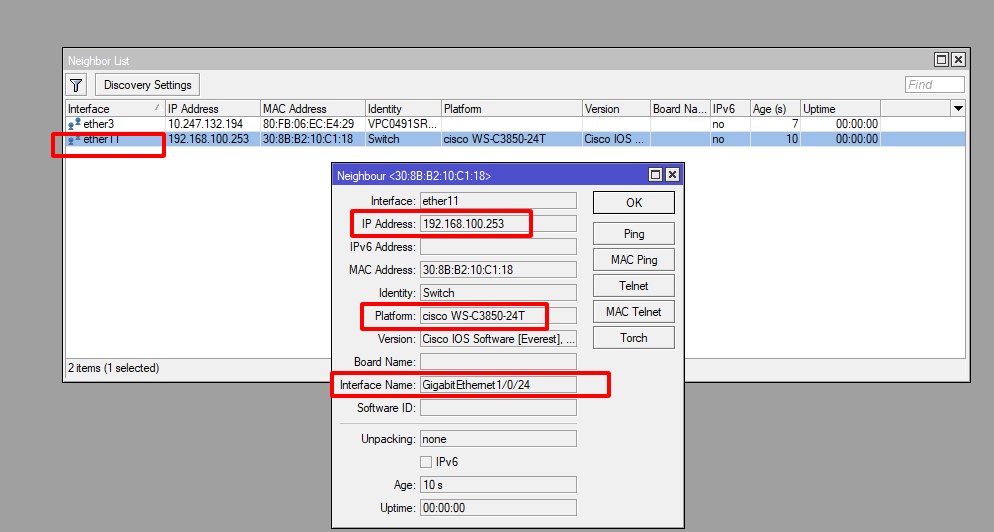 Neighbor List
Discovery Settings
Find
Interface IP Address MAC Address Identity Platform Version Board Na... IPv6 Age (s) Uptime
ether3 10.247.132.194 80:FB:06:EC:E4:29 VPC0491SR... no 7 00:00:00
ether11 192.168.100.253 30:8B:B2:10:C1:18 Switch cisco WS-C3850-24T Cisco IOS ... no 10 00:00:00
Neighbour <30:8B:B2:10:C1:18>
Interface: ether11
IP Address: 192.168.100.253
IPv6 Address:
MAC Address: 30:8B:B2:10:C1:18
Identity: Switch
Platform: cisco WS-C3850-24T
Version: Cisco IOS Software [Everest], ...
Board Name:
Interface Name: GigabitEthernet1/0/24
Software ID:
Unpacking: none
IPv6
Age: 10 s
Uptime: 00:00:00
OK
Ping
MAC Ping
Telnet
MAC Telnet
Torch
2 items (1 selected)